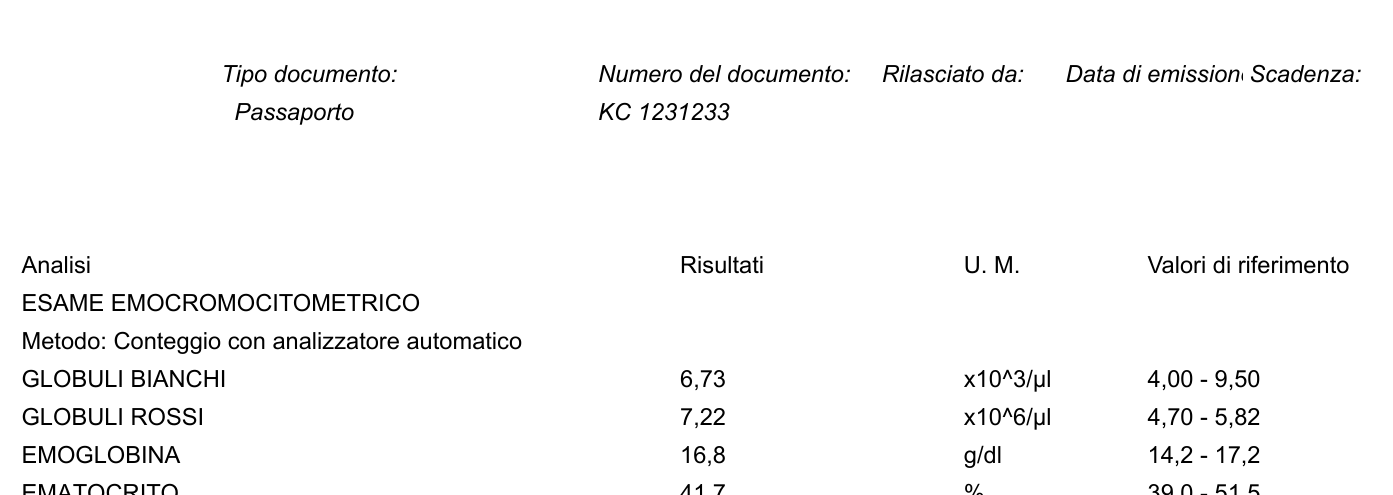 Tipo documento: Numero del documento: Rilasciato da: Data di emission Scadenza:
Passaporto KC 1231233
Analisi Risultati U. M. Valori di riferimento
ESAME EMOCROMOCITOMETRICO
Metodo: Conteggio con analizzatore automatico
GLOBULI BIANCHI 6,73 x10^3/µl 4,00 - 9,50
GLOBULI ROSSI 7,22 x10^6/µl 4,70 - 5,82
EMOGLOBINA 16,8 g/dl 14,2 - 17,2
EMATOCRITO 41,7 % 39,0 - 51,5